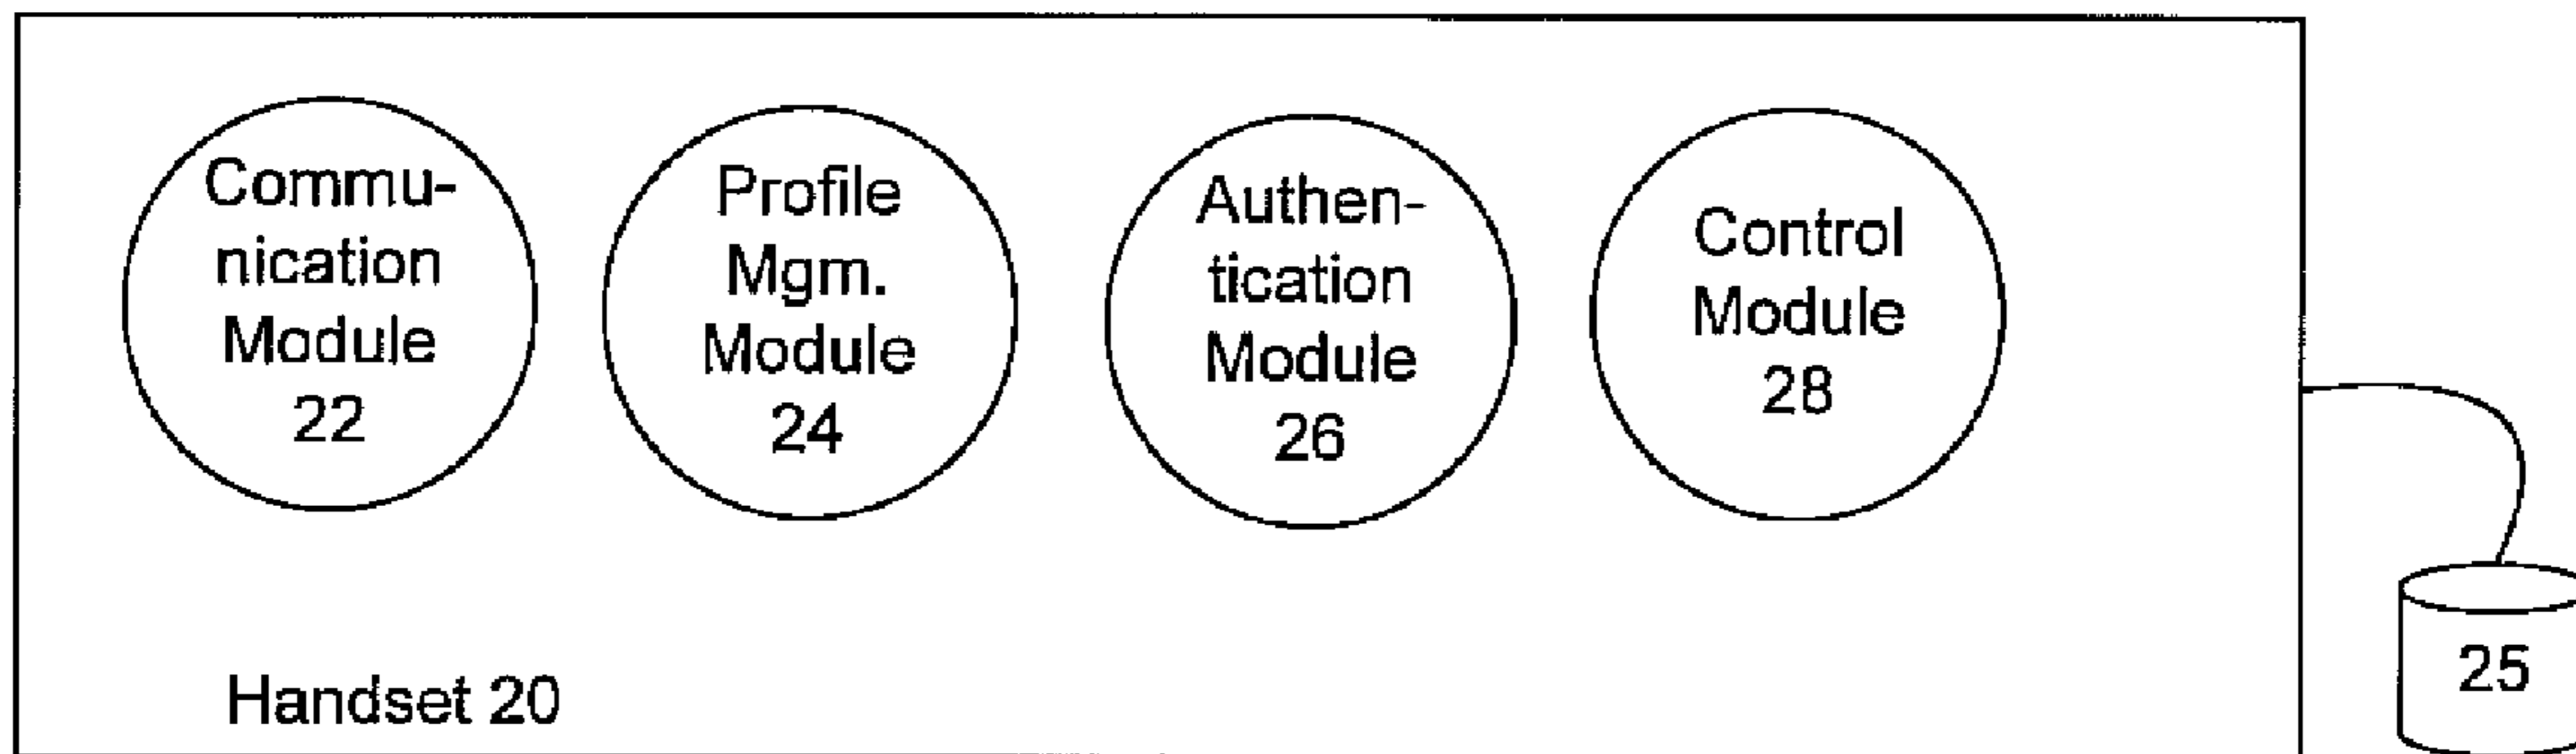 Commu-
nication
Module
22
Profile
Mgm.
Module
24
Authen-
tication
Module
26
Control
Module
28
Handset 20
25